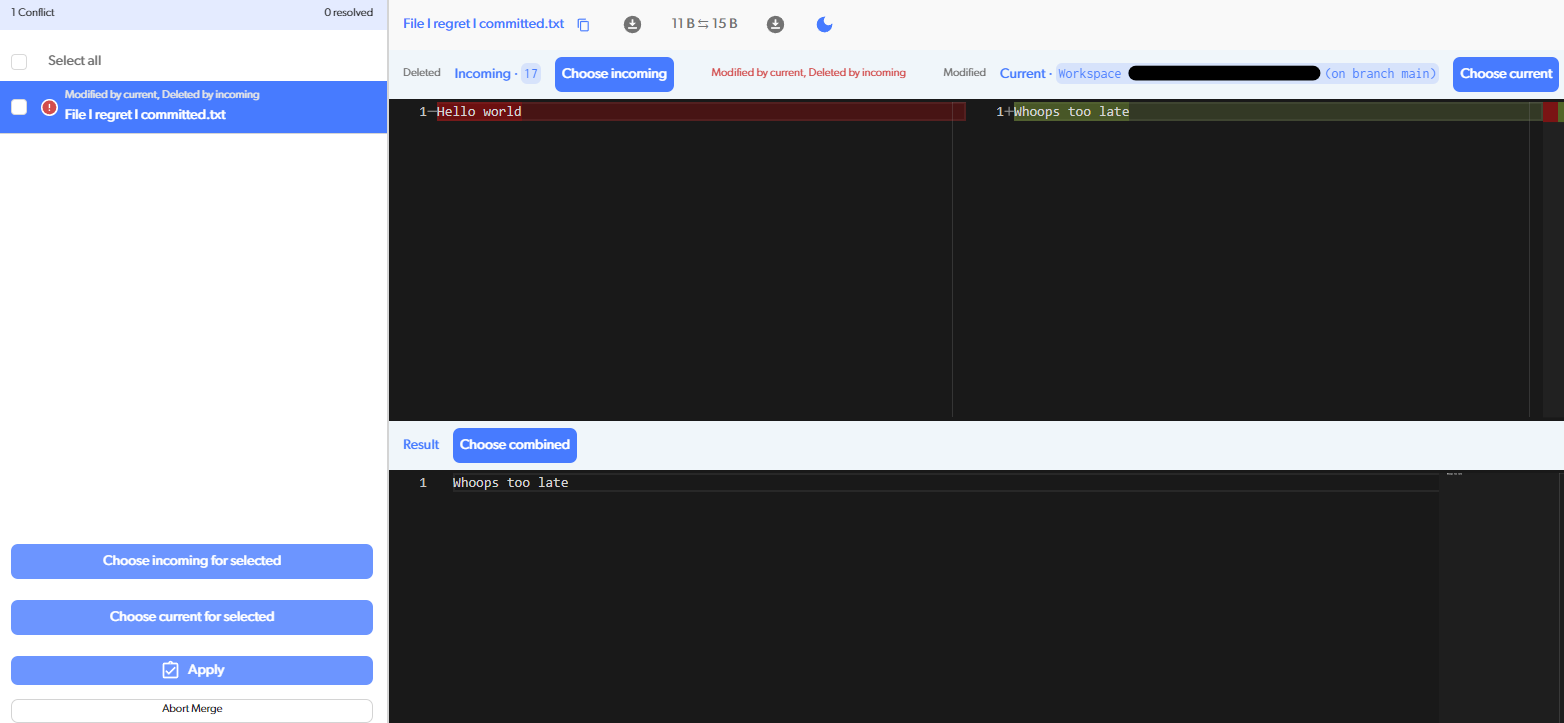 1 Conflict 0 resolved
Select all
Modified by current, Deleted by incoming
File I regret I committed.txt
Choose incoming for selected
Choose current for selected
Apply
Abort Merge
File I regret I committed.txt 11 B ⇆ 15 B
Deleted Incoming · 17 Choose incoming Modified by current, Deleted by incoming Modified Current · Workspace (on branch main) Choose current
1 — Hello world 1 + Whoops too late
Result Choose combined
1 Whoops too late